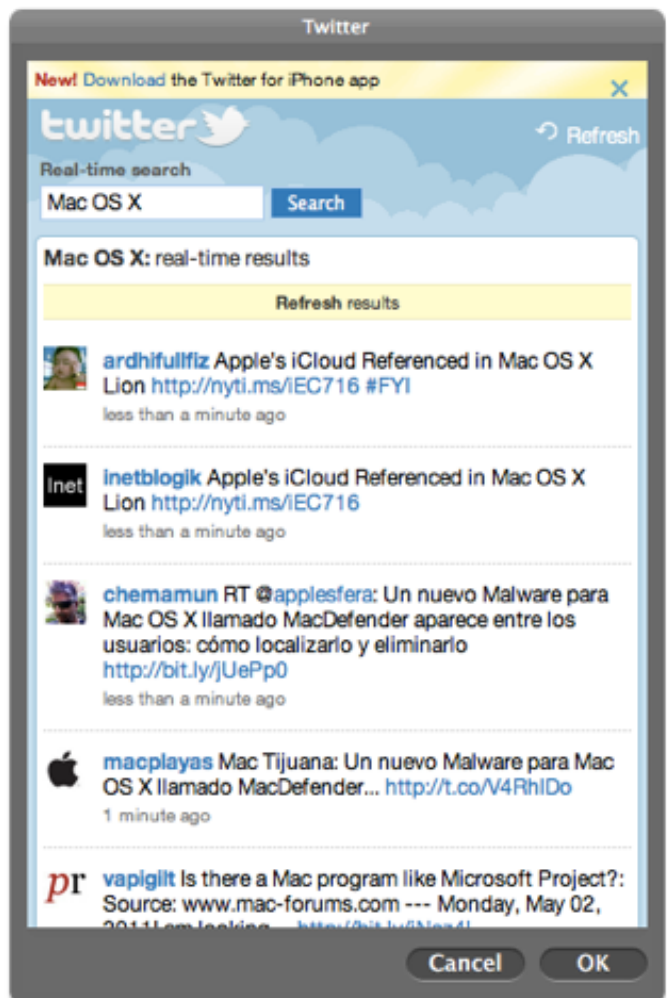 Twitter
New! Download the Twitter for iPhone app
×
twitter
Refresh
Real-time search
Mac OS X
Search
Mac OS X: real-time results
Refresh results
ardhifullfiz Apple's iCloud Referenced in Mac OS X
Lion http://nyti.ms/iEC716 #FYI
less than a minute ago
Inet
inetblogik Apple's iCloud Referenced in Mac OS X
Lion http://nyti.ms/iEC716
less than a minute ago
chemamun RT @applesfera: Un nuevo Malware para
Mac OS X llamado MacDefender aparece entre los
usuarios: cómo localizarlo y eliminarlo
http://bit.ly/jUePp0
less than a minute ago
macplayas Mac Tijuana: Un nuevo Malware para Mac
OS X llamado MacDefender... http://t.co/V4RhIDo
1 minute ago
pr
vapigilt Is there a Mac program like Microsoft Project?:
Source: www.mac-forums.com --- Monday, May 02,
2011I am looking ...
Cancel
OK